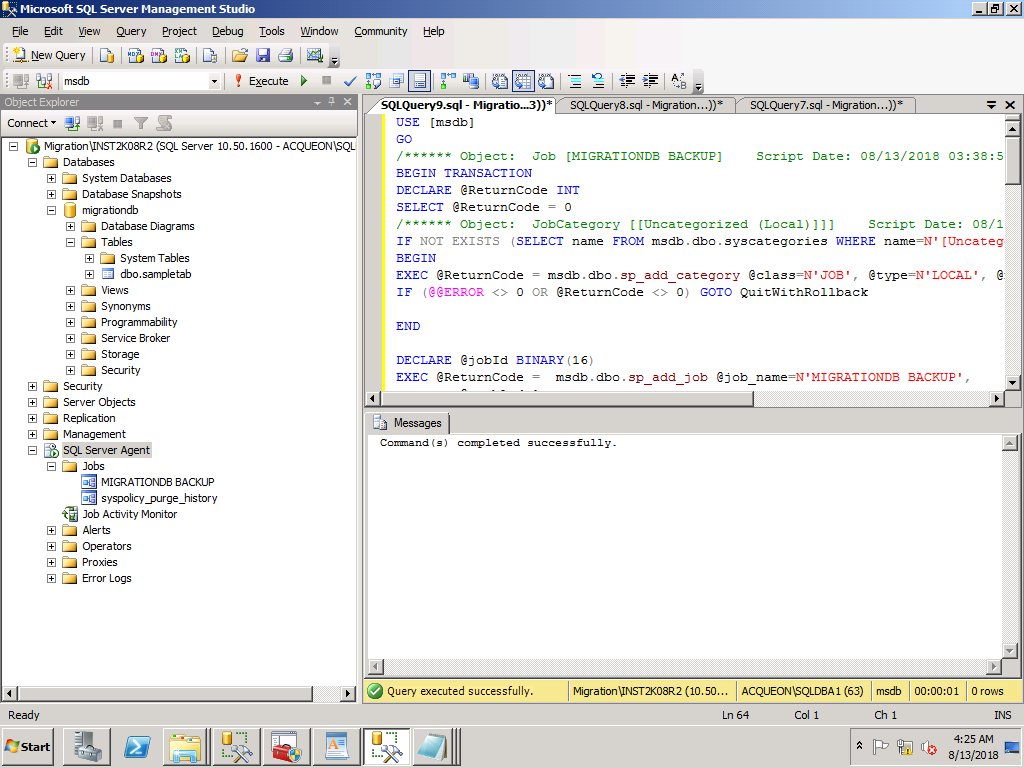 Microsoft SQL Server Management Studio
File Edit View Query Project Debug Tools Window Community Help
New Query
msdb Execute
Object Explorer
Connect
Migration\INST2K08R2 (SQL Server 10.50.1600 - ACQUEON\SQL
Databases
System Databases
Database Snapshots
migrationdb
Database Diagrams
Tables
System Tables
dbo.sampletab
Views
Synonyms
Programmability
Service Broker
Storage
Security
Security
Server Objects
Replication
Management
SQL Server Agent
Jobs
MIGRATIONDB BACKUP
syspolicy_purge_history
Job Activity Monitor
Alerts
Operators
Proxies
Error Logs
SQLQuery9.sql - Migratio...3))* SQLQuery8.sql - Migration...))* SQLQuery7.sql - Migration...))*
USE [msdb]
GO
/****** Object:  Job [MIGRATIONDB BACKUP]    Script Date: 08/13/2018 03:38:5
BEGIN TRANSACTION
DECLARE @ReturnCode INT
SELECT @ReturnCode = 0
/****** Object:  JobCategory [[Uncategorized (Local)]]]    Script Date: 08/1
IF NOT EXISTS (SELECT name FROM msdb.dbo.syscategories WHERE name=N'[Uncateg
BEGIN
EXEC @ReturnCode = msdb.dbo.sp_add_category @class=N'JOB', @type=N'LOCAL', @
IF (@@ERROR <> 0 OR @ReturnCode <> 0) GOTO QuitWithRollback
END
DECLARE @jobId BINARY(16)
EXEC @ReturnCode =  msdb.dbo.sp_add_job @job_name=N'MIGRATIONDB BACKUP',
Messages
Command(s) completed successfully.
Query executed successfully. Migration\INST2K08R2 (10.50... ACQUEON\SQLDBA1 (63) msdb 00:00:01 0 rows
Ready Ln 64 Col 1 Ch 1 INS
Start
4:25 AM
8/13/2018